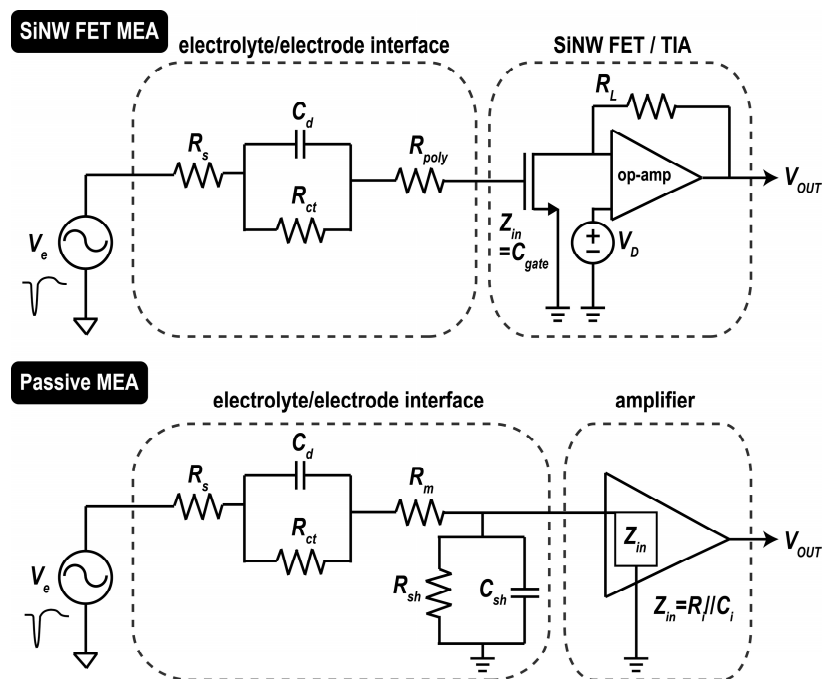 SiNW FET MEA
electrolyte/electrode interface
SiNW FET / TIA
R_L
C_d
R_s
R_poly
op-amp
V_OUT
R_ct
Z_in
=C_gate
+
−
V_D
V_e
Passive MEA
electrolyte/electrode interface
amplifier
C_d
R_s
R_m
R_ct
Z_in
V_OUT
V_e
R_sh
C_sh
Z_in=R_i//C_i